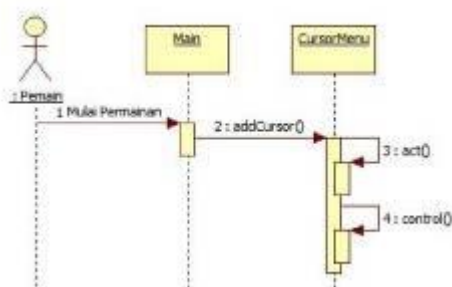 Main
CursorMenu
: Pemain
1 Mulai Permainan
2 : addCursor()
3 : act()
4 : control()